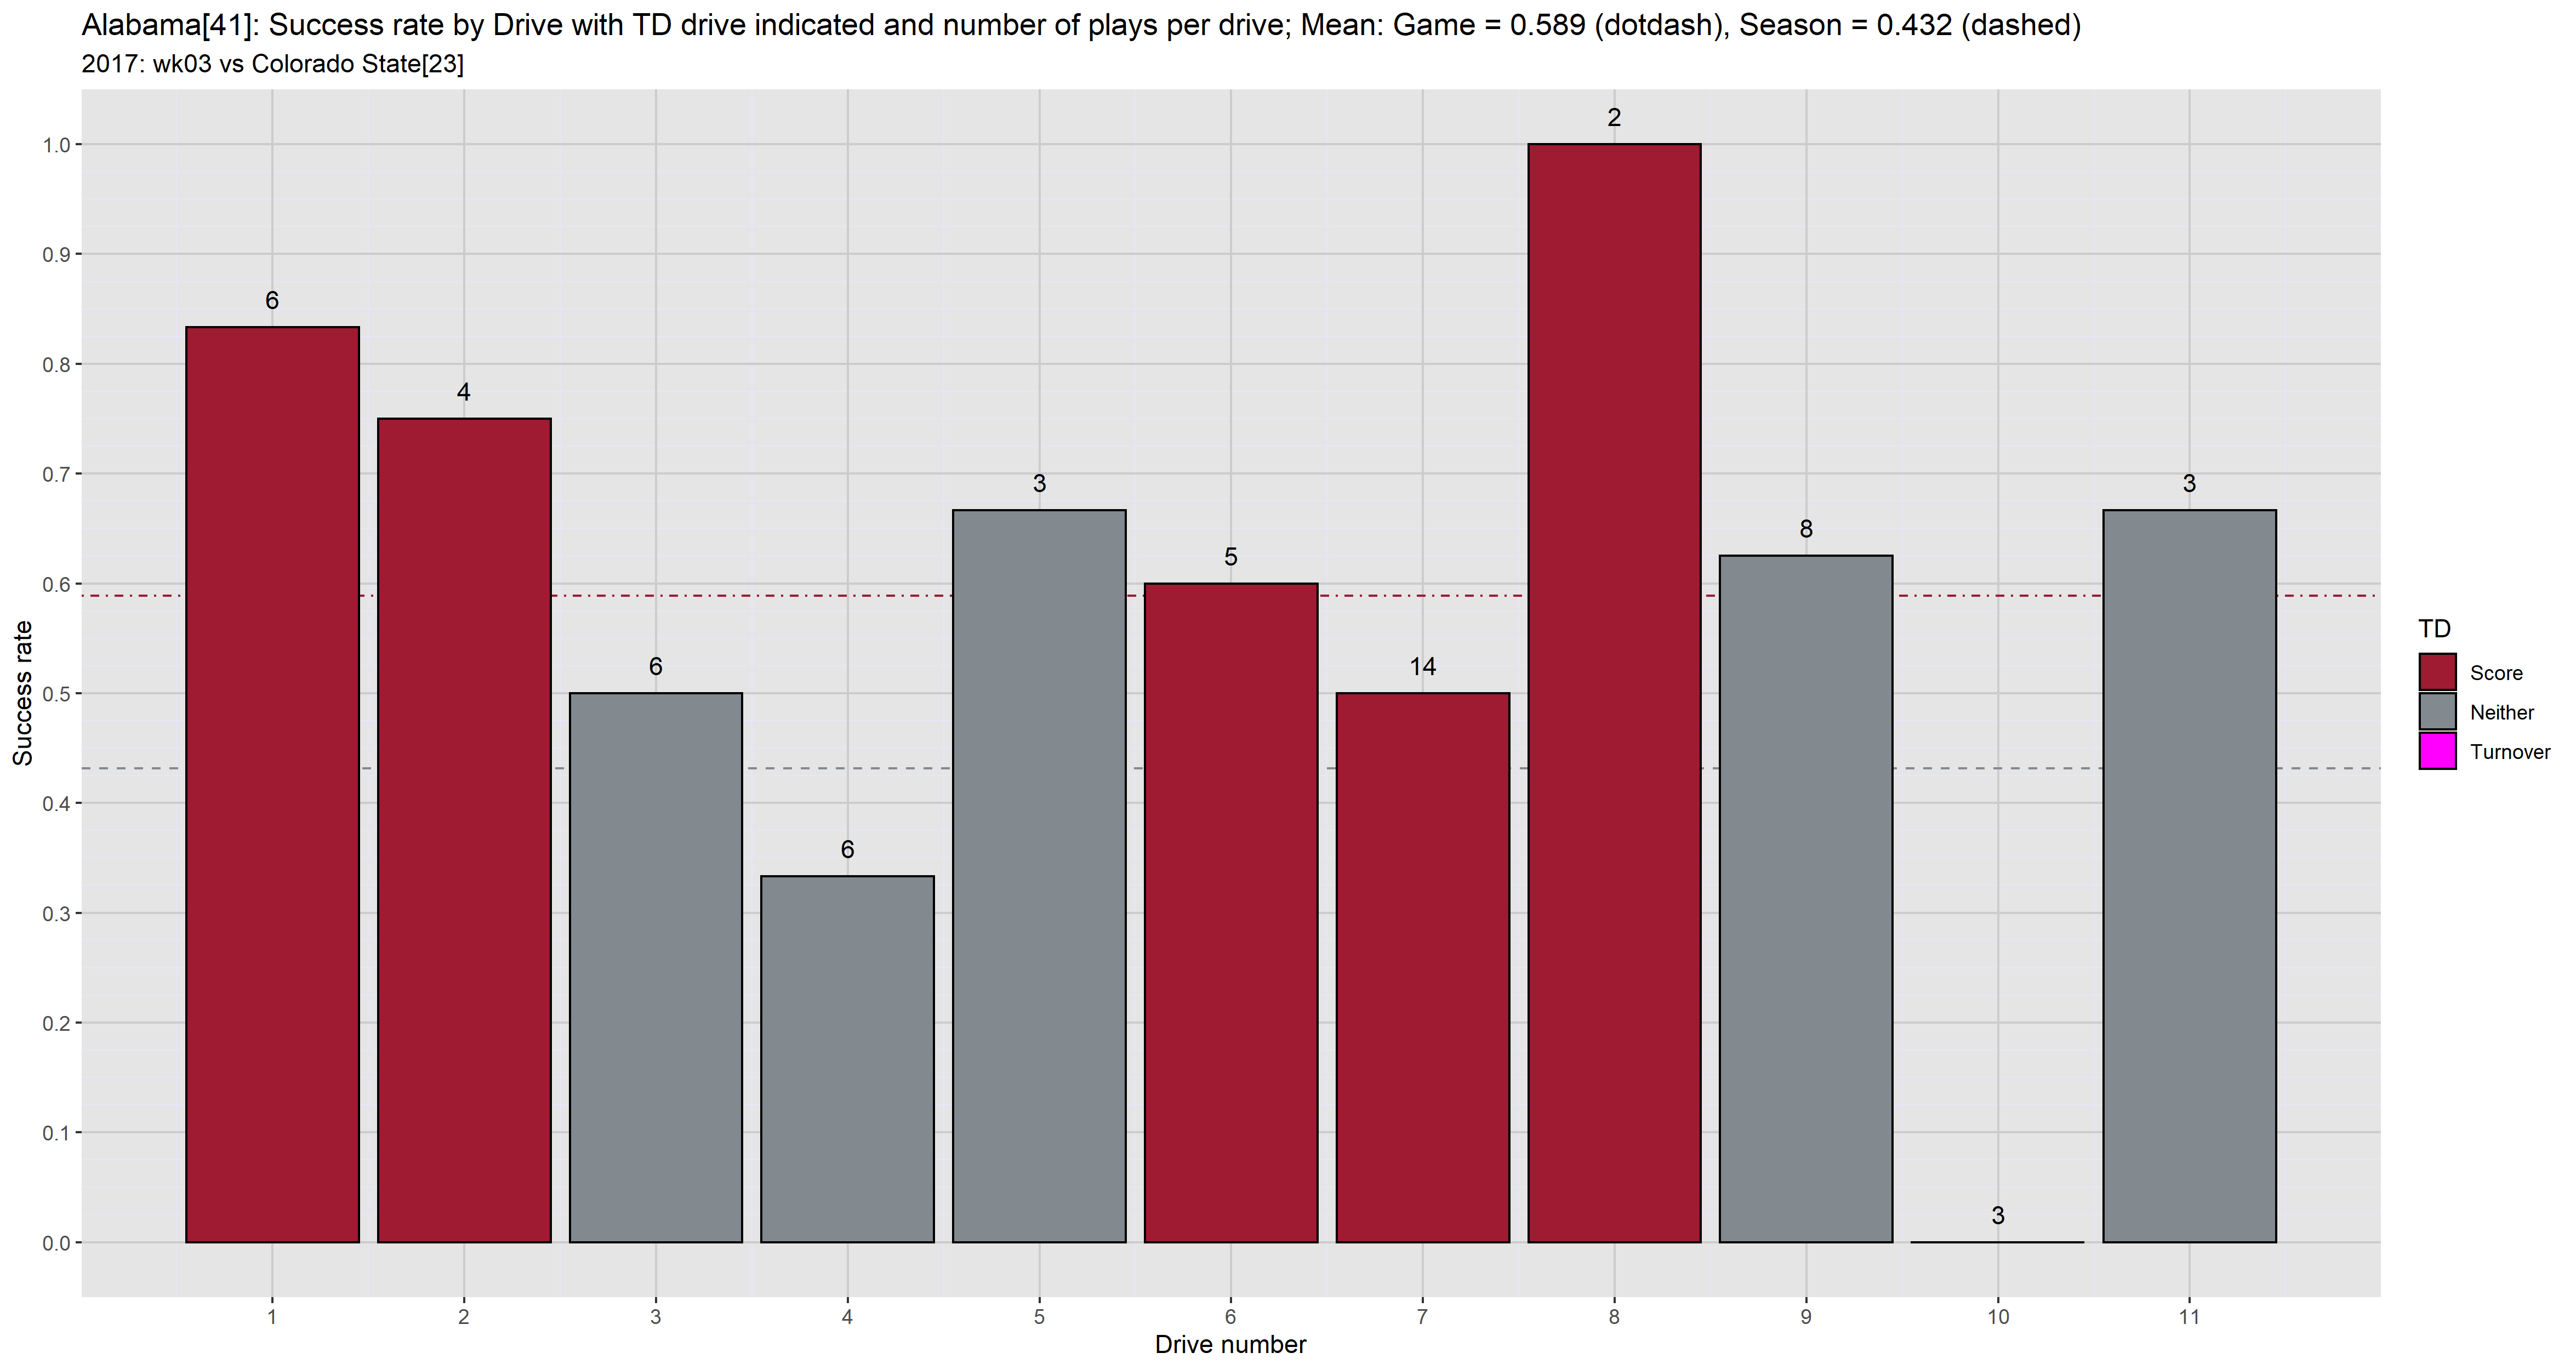 Alabama[41]: Success rate by Drive with TD drive indicated and number of plays per drive; Mean: Game = 0.589 (dotdash), Season = 0.432 (dashed)
2017: wk03 vs Colorado State[23]
Success rate
1.0
0.9
0.8
0.7
0.6
0.5
0.4
0.3
0.2
0.1
0.0
6
4
6
6
3
5
14
2
8
3
3
1 2 3 4 5 6 7 8 9 10 11
Drive number
TD
Score
Neither
Turnover